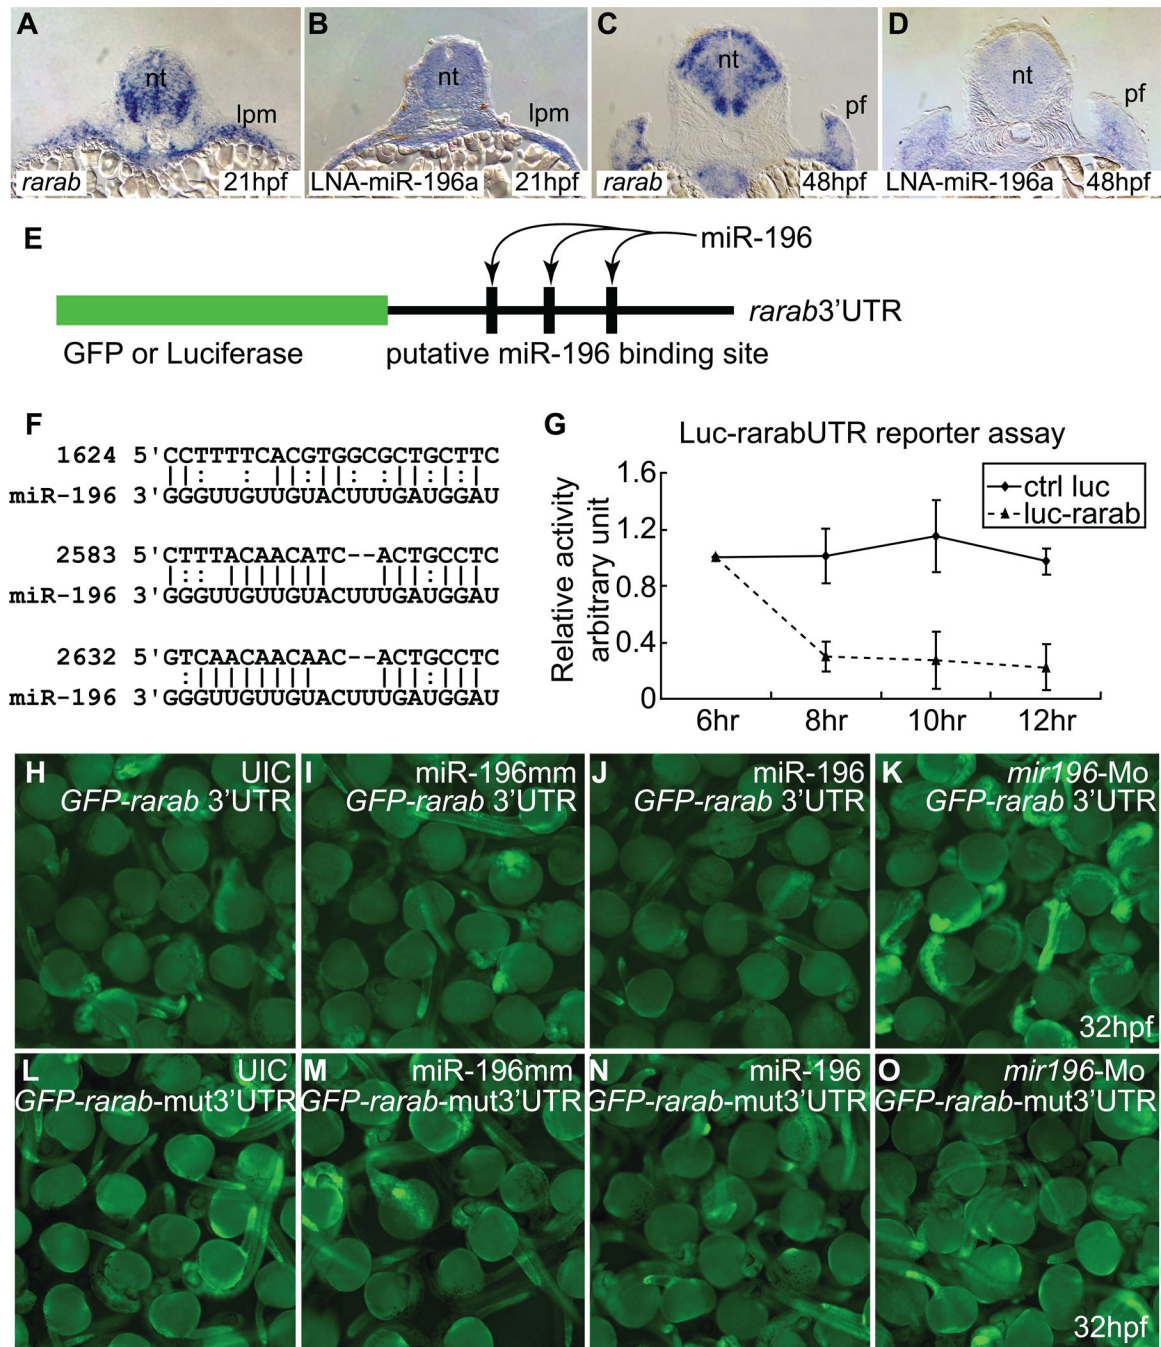 A
nt
lpm
rarab
21hpf
B
nt
lpm
LNA-miR-196a
21hpf
C
nt
pf
rarab
48hpf
D
nt
pf
LNA-miR-196a
48hpf
E
miR-196
rarab3'UTR
GFP or Luciferase
putative miR-196 binding site
F
1624 5'CCTTTTCACGTGGCGCTGCTTC
miR-196 3'GGGUUGUUGUACUUUGAUGGAU
2583 5'CTTTACAACATC--ACTGCCTC
miR-196 3'GGGUUGUUGUACUUUGAUGGAU
2632 5'GTCAACAACAAC--ACTGCCTC
miR-196 3'GGGUUGUUGUACUUUGAUGGAU
G
Luc-rarabUTR reporter assay
Relative activity
arbitrary unit
1.6
1.2
0.8
0.4
0
6hr
8hr
10hr
12hr
ctrl luc
luc-rarab
H
UIC
GFP-rarab 3'UTR
I
miR-196mm
GFP-rarab 3'UTR
J
miR-196
GFP-rarab 3'UTR
K
mir196-Mo
GFP-rarab 3'UTR
32hpf
L
UIC
GFP-rarab-mut3'UTR
M
miR-196mm
GFP-rarab-mut3'UTR
N
miR-196
GFP-rarab-mut3'UTR
O
mir196-Mo
GFP-rarab-mut3'UTR
32hpf